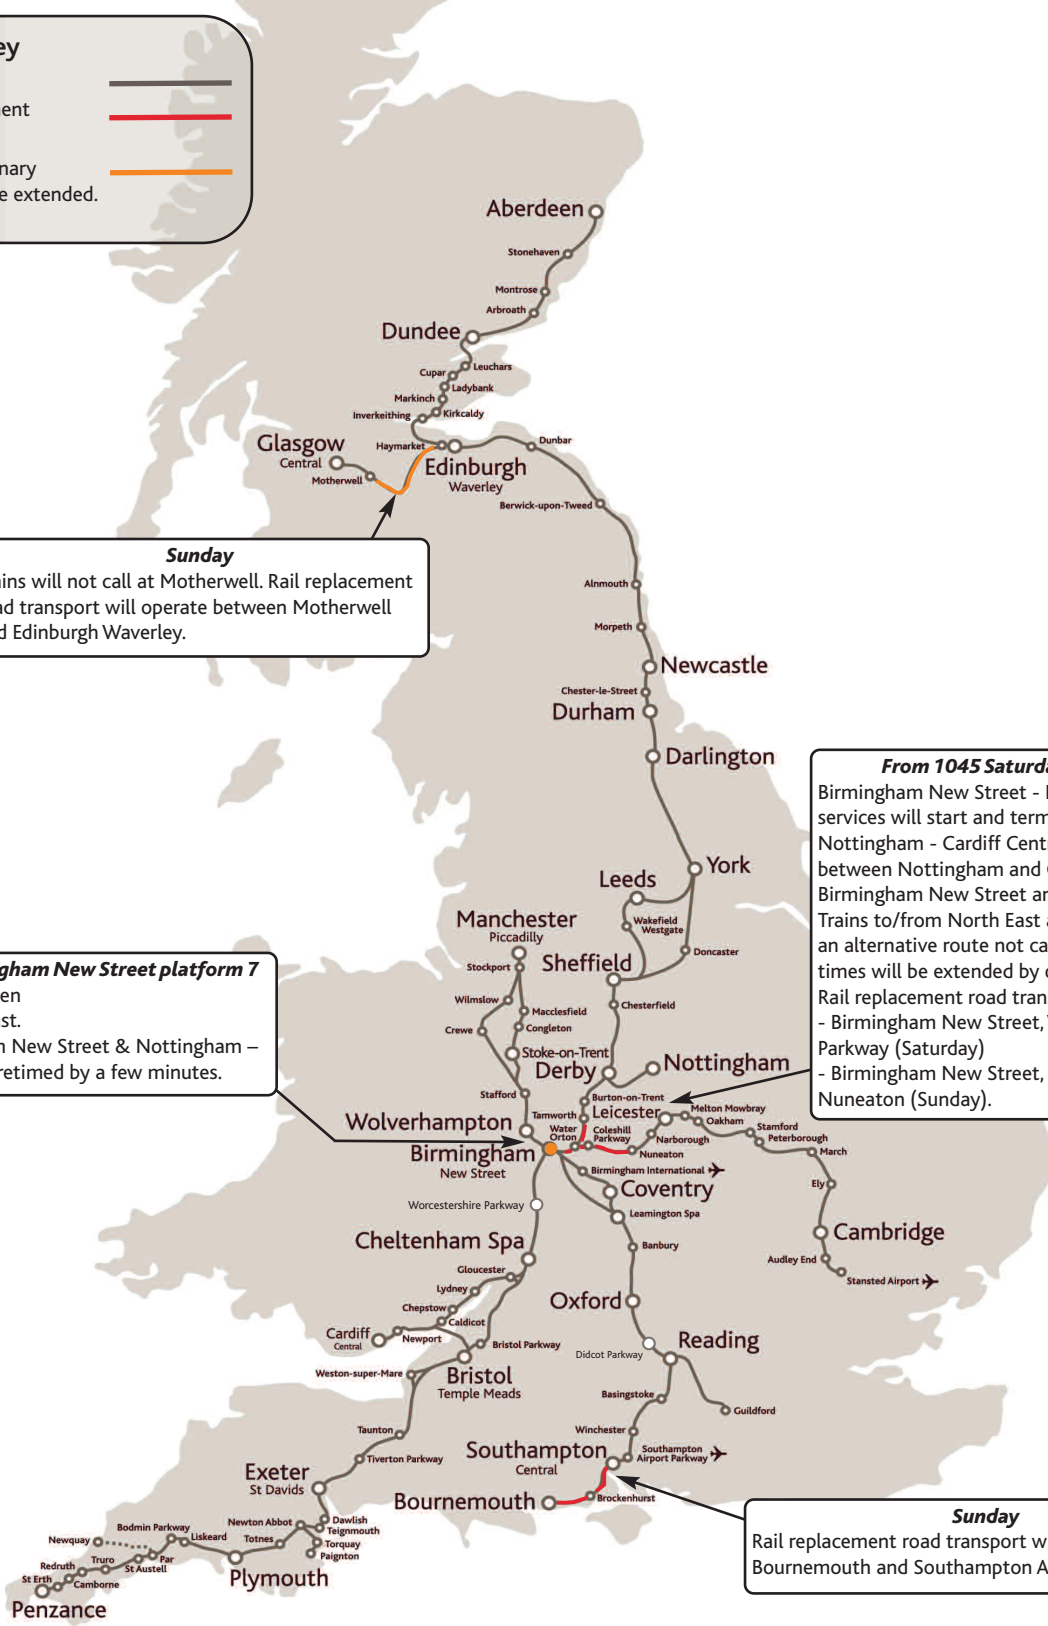 ey
ent
nary
e extended.
Aberdeen
Stonehaven
Montrose
Arbroath
Dundee
Leuchars
Cupar
Ladybank
Markinch
Kirkcaldy
Inverkeithing
Glasgow
Central
Haymarket
Dunbar
Edinburgh
Waverley
Motherwell
Berwick-upon-Tweed
Sunday
ins will not call at Motherwell. Rail replacement
ad transport will operate between Motherwell
d Edinburgh Waverley.
Alnmouth
Morpeth
Newcastle
Chester-le-Street
Durham
Darlington
From 1045 Saturda
Birmingham New Street -
services will start and term
Nottingham - Cardiff Cent
between Nottingham and
Birmingham New Street an
Trains to/from North East a
an alternative route not ca
times will be extended by
Rail replacement road tran
- Birmingham New Street,
Parkway (Saturday)
- Birmingham New Street,
Nuneaton (Sunday).
York
Leeds
Wakefield
Westgate
Doncaster
Manchester
Piccadilly
Stockport
Sheffield
Wilmslow
Macclesfield
Chesterfield
Crewe
Congleton
Stoke-on-Trent
Derby
Nottingham
Stafford
Burton-on-Trent
gham New Street platform 7
en
st.
n New Street & Nottingham –
retimed by a few minutes.
Tamworth
Leicester
Melton Mowbray
Oakham
Stamford
Peterborough
March
Wolverhampton
Water
Orton
Coleshill
Parkway
Narborough
Nuneaton
Birmingham
New Street
Birmingham International
Ely
Coventry
Worcestershire Parkway
Leamington Spa
Cambridge
Cheltenham Spa
Banbury
Audley End
Stansted Airport
Gloucester
Lydney
Oxford
Chepstow
Caldicot
Cardiff
Central
Newport
Bristol Parkway
Didcot Parkway
Reading
Weston-super-Mare
Bristol
Temple Meads
Basingstoke
Guildford
Taunton
Winchester
Tiverton Parkway
Southampton
Central
Southampton
Airport Parkway
Exeter
St Davids
Bournemouth
Brockenhurst
Sunday
Rail replacement road transport w
Bournemouth and Southampton A
Newton Abbot
Dawlish
Teignmouth
Torquay
Paignton
Totnes
Bodmin Parkway
Liskeard
Newquay
Par
St Austell
Truro
Redruth
Camborne
St Erth
Plymouth
Penzance